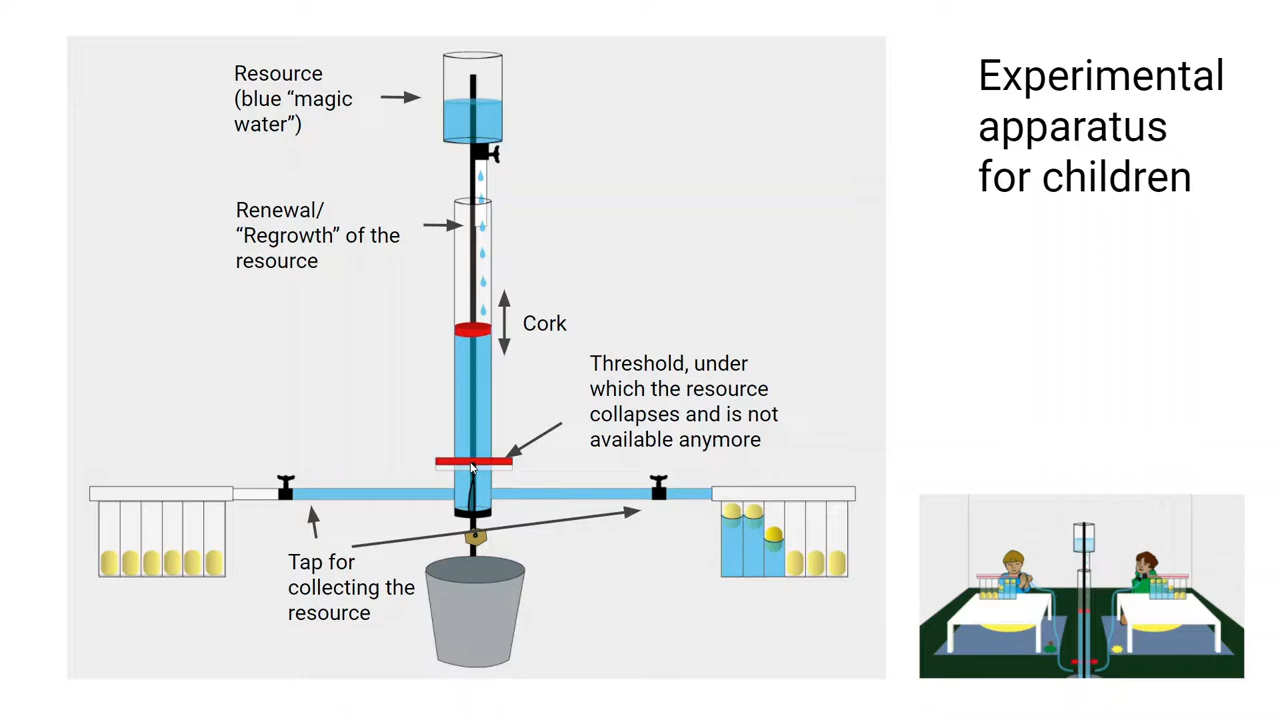 Experimental
apparatus
for children
Resource
(blue “magic
water”)
Renewal/
“Regrowth” of the
resource
Cork
Threshold, under
which the resource
collapses and is not
available anymore
Tap for
collecting the
resource